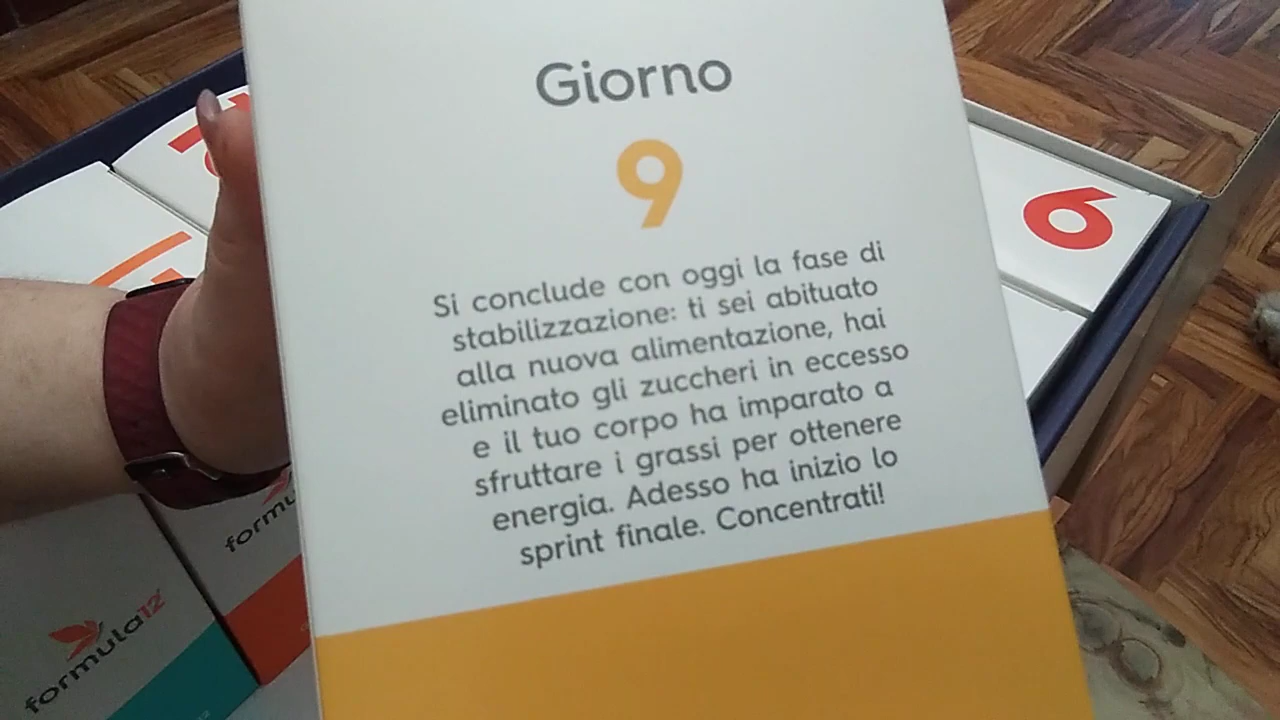 Giorno
9
Si conclude con oggi la fase di
stabilizzazione: ti sei abituato
alla nuova alimentazione, hai
eliminato gli zuccheri in eccesso
e il tuo corpo ha imparato a
sfruttare i grassi per ottenere
energia. Adesso ha inizio lo
sprint finale. Concentrati!
6
formu
formula12